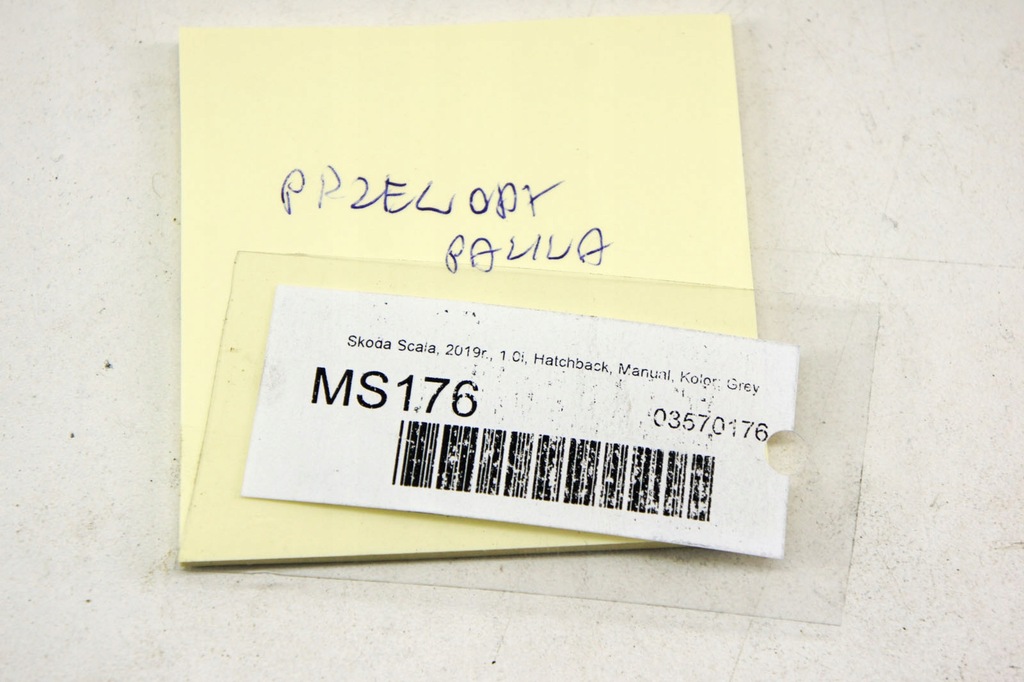 PRZEWODY
PALIWA
Skoda Scala, 2019r., 1.0i, Hatchback, Manual, Kolor: Grey
MS176
03570176